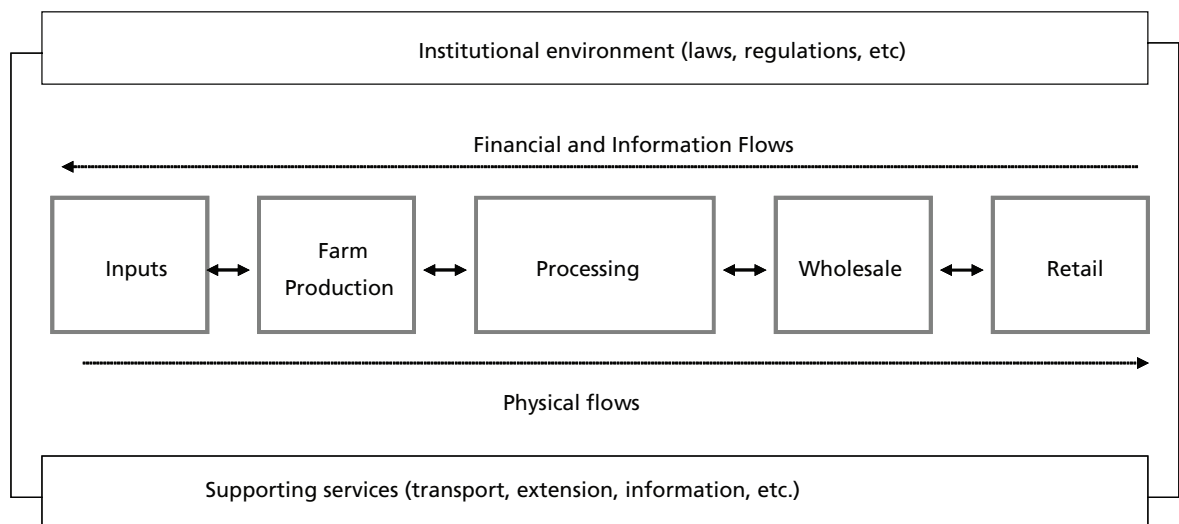 Institutional environment (laws, regulations, etc)
Financial and Information Flows
Inputs
Farm
Production
Processing
Wholesale
Retail
Physical flows
Supporting services (transport, extension, information, etc.)